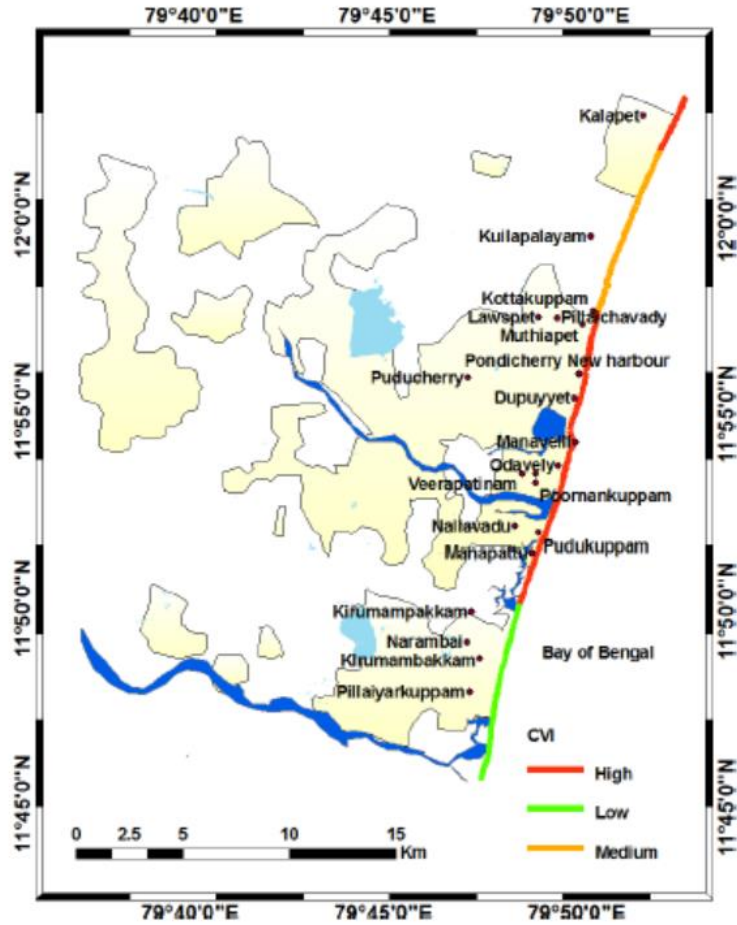 79°40'0"E 79°45'0"E 79°50'0"E
Kalapet
12°0'0"N
12°0'0"N
Kuilapalayam
Kottakuppam
Lawspet
Pillaichavady
Muthiapet
Pondicherry New harbour
Puducherry
11°55'0"N
11°55'0"N
Dupuyyet
Manaveli
Odavely
Veerapatinam
Poornankuppam
Nallavadu
Pudukuppam
Manapattu
11°50'0"N
11°50'0"N
Kirumampakkam
Narambai
Bay of Bengal
Kirumambakkam
Pillaiyarkuppam
CVI
High
Low
Medium
11°45'0"N
11°45'0"N
0 2.5 5 10 15
Km
79°40'0"E 79°45'0"E 79°50'0"E